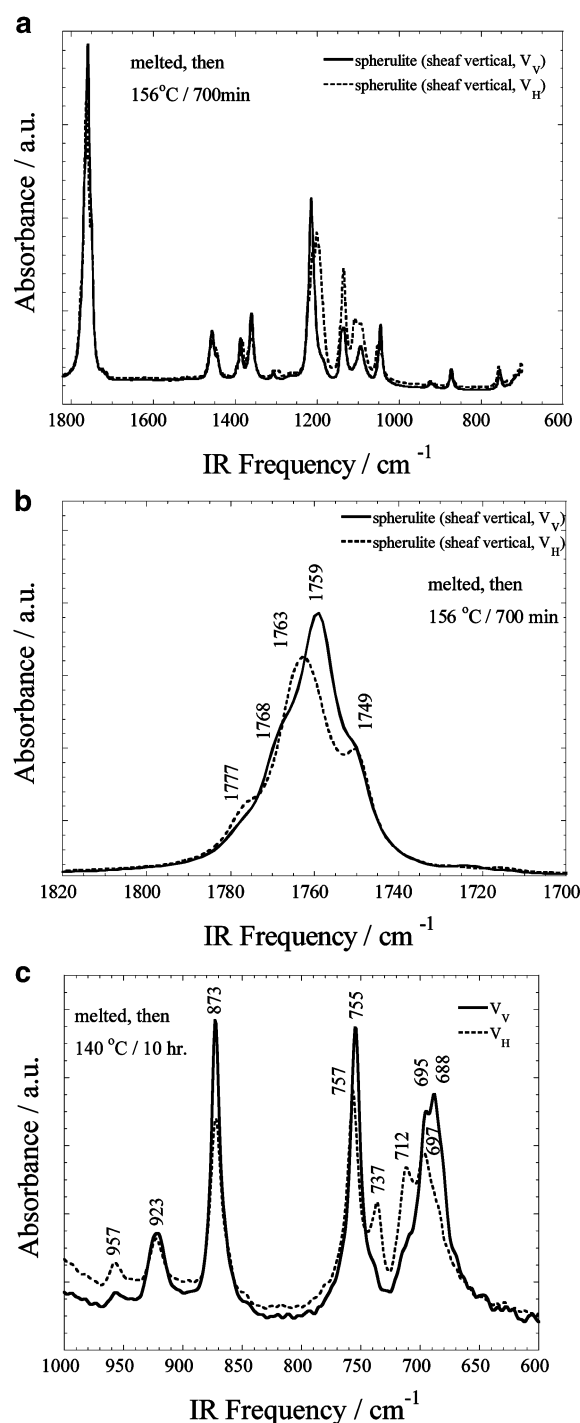 a
melted, then
156°C / 700min
spherulite (sheaf vertical, V_V)
spherulite (sheaf vertical, V_H)
Absorbance / a.u.
1800 1600 1400 1200 1000 800 600
IR Frequency / cm⁻¹
b
spherulite (sheaf vertical, V_V)
spherulite (sheaf vertical, V_H)
melted, then
156 °C / 700 min
1777
1768
1763
1759
1749
Absorbance / a.u.
1820 1800 1780 1760 1740 1720 1700
IR Frequency / cm⁻¹
c
melted, then
140 °C / 10 hr.
V_V
V_H
957
923
873
757
755
737
712
695
697
688
Absorbance / a.u.
1000 950 900 850 800 750 700 650 600
IR Frequency / cm⁻¹